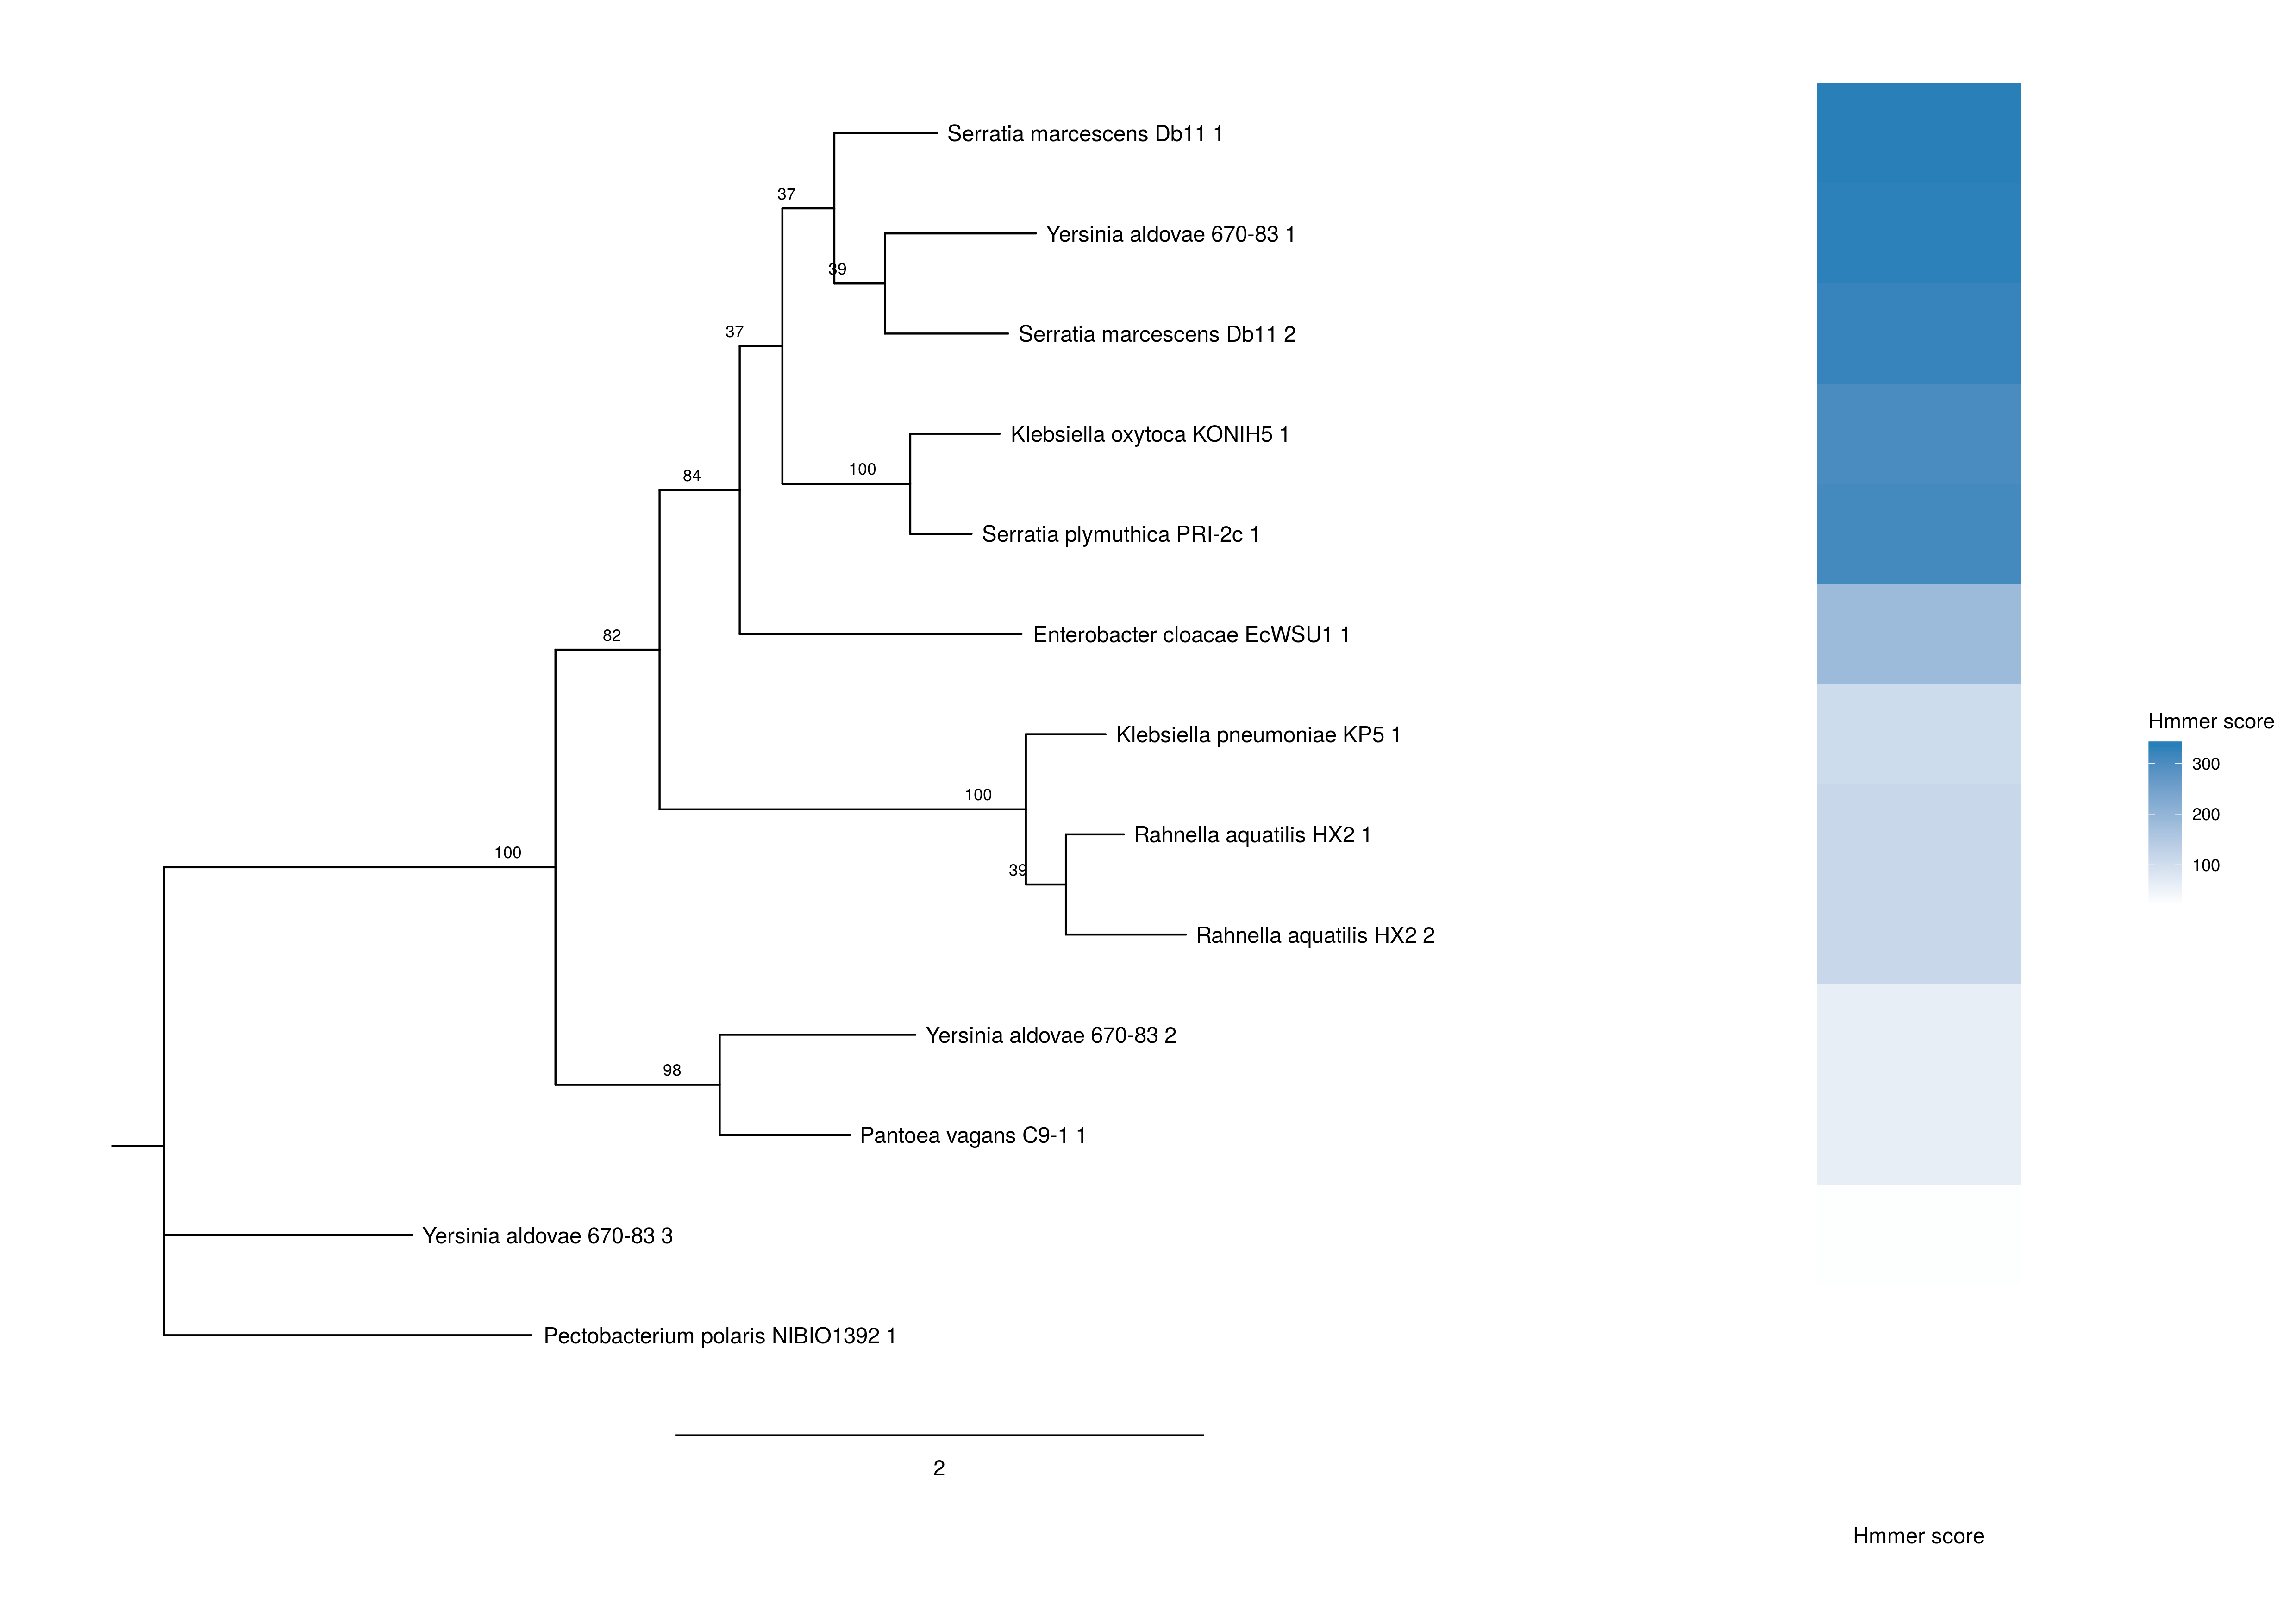 Serratia marcescens Db11 1
37
Yersinia aldovae 670-83 1
39
Serratia marcescens Db11 2
37
Klebsiella oxytoca KONIH5 1
100
84
Serratia plymuthica PRI-2c 1
Enterobacter cloacae EcWSU1 1
82
Klebsiella pneumoniae KP5 1
100
Rahnella aquatilis HX2 1
100
39
Rahnella aquatilis HX2 2
Yersinia aldovae 670-83 2
98
Pantoea vagans C9-1 1
Yersinia aldovae 670-83 3
Pectobacterium polaris NIBIO1392 1
2
Hmmer score
Hmmer score
300
200
100